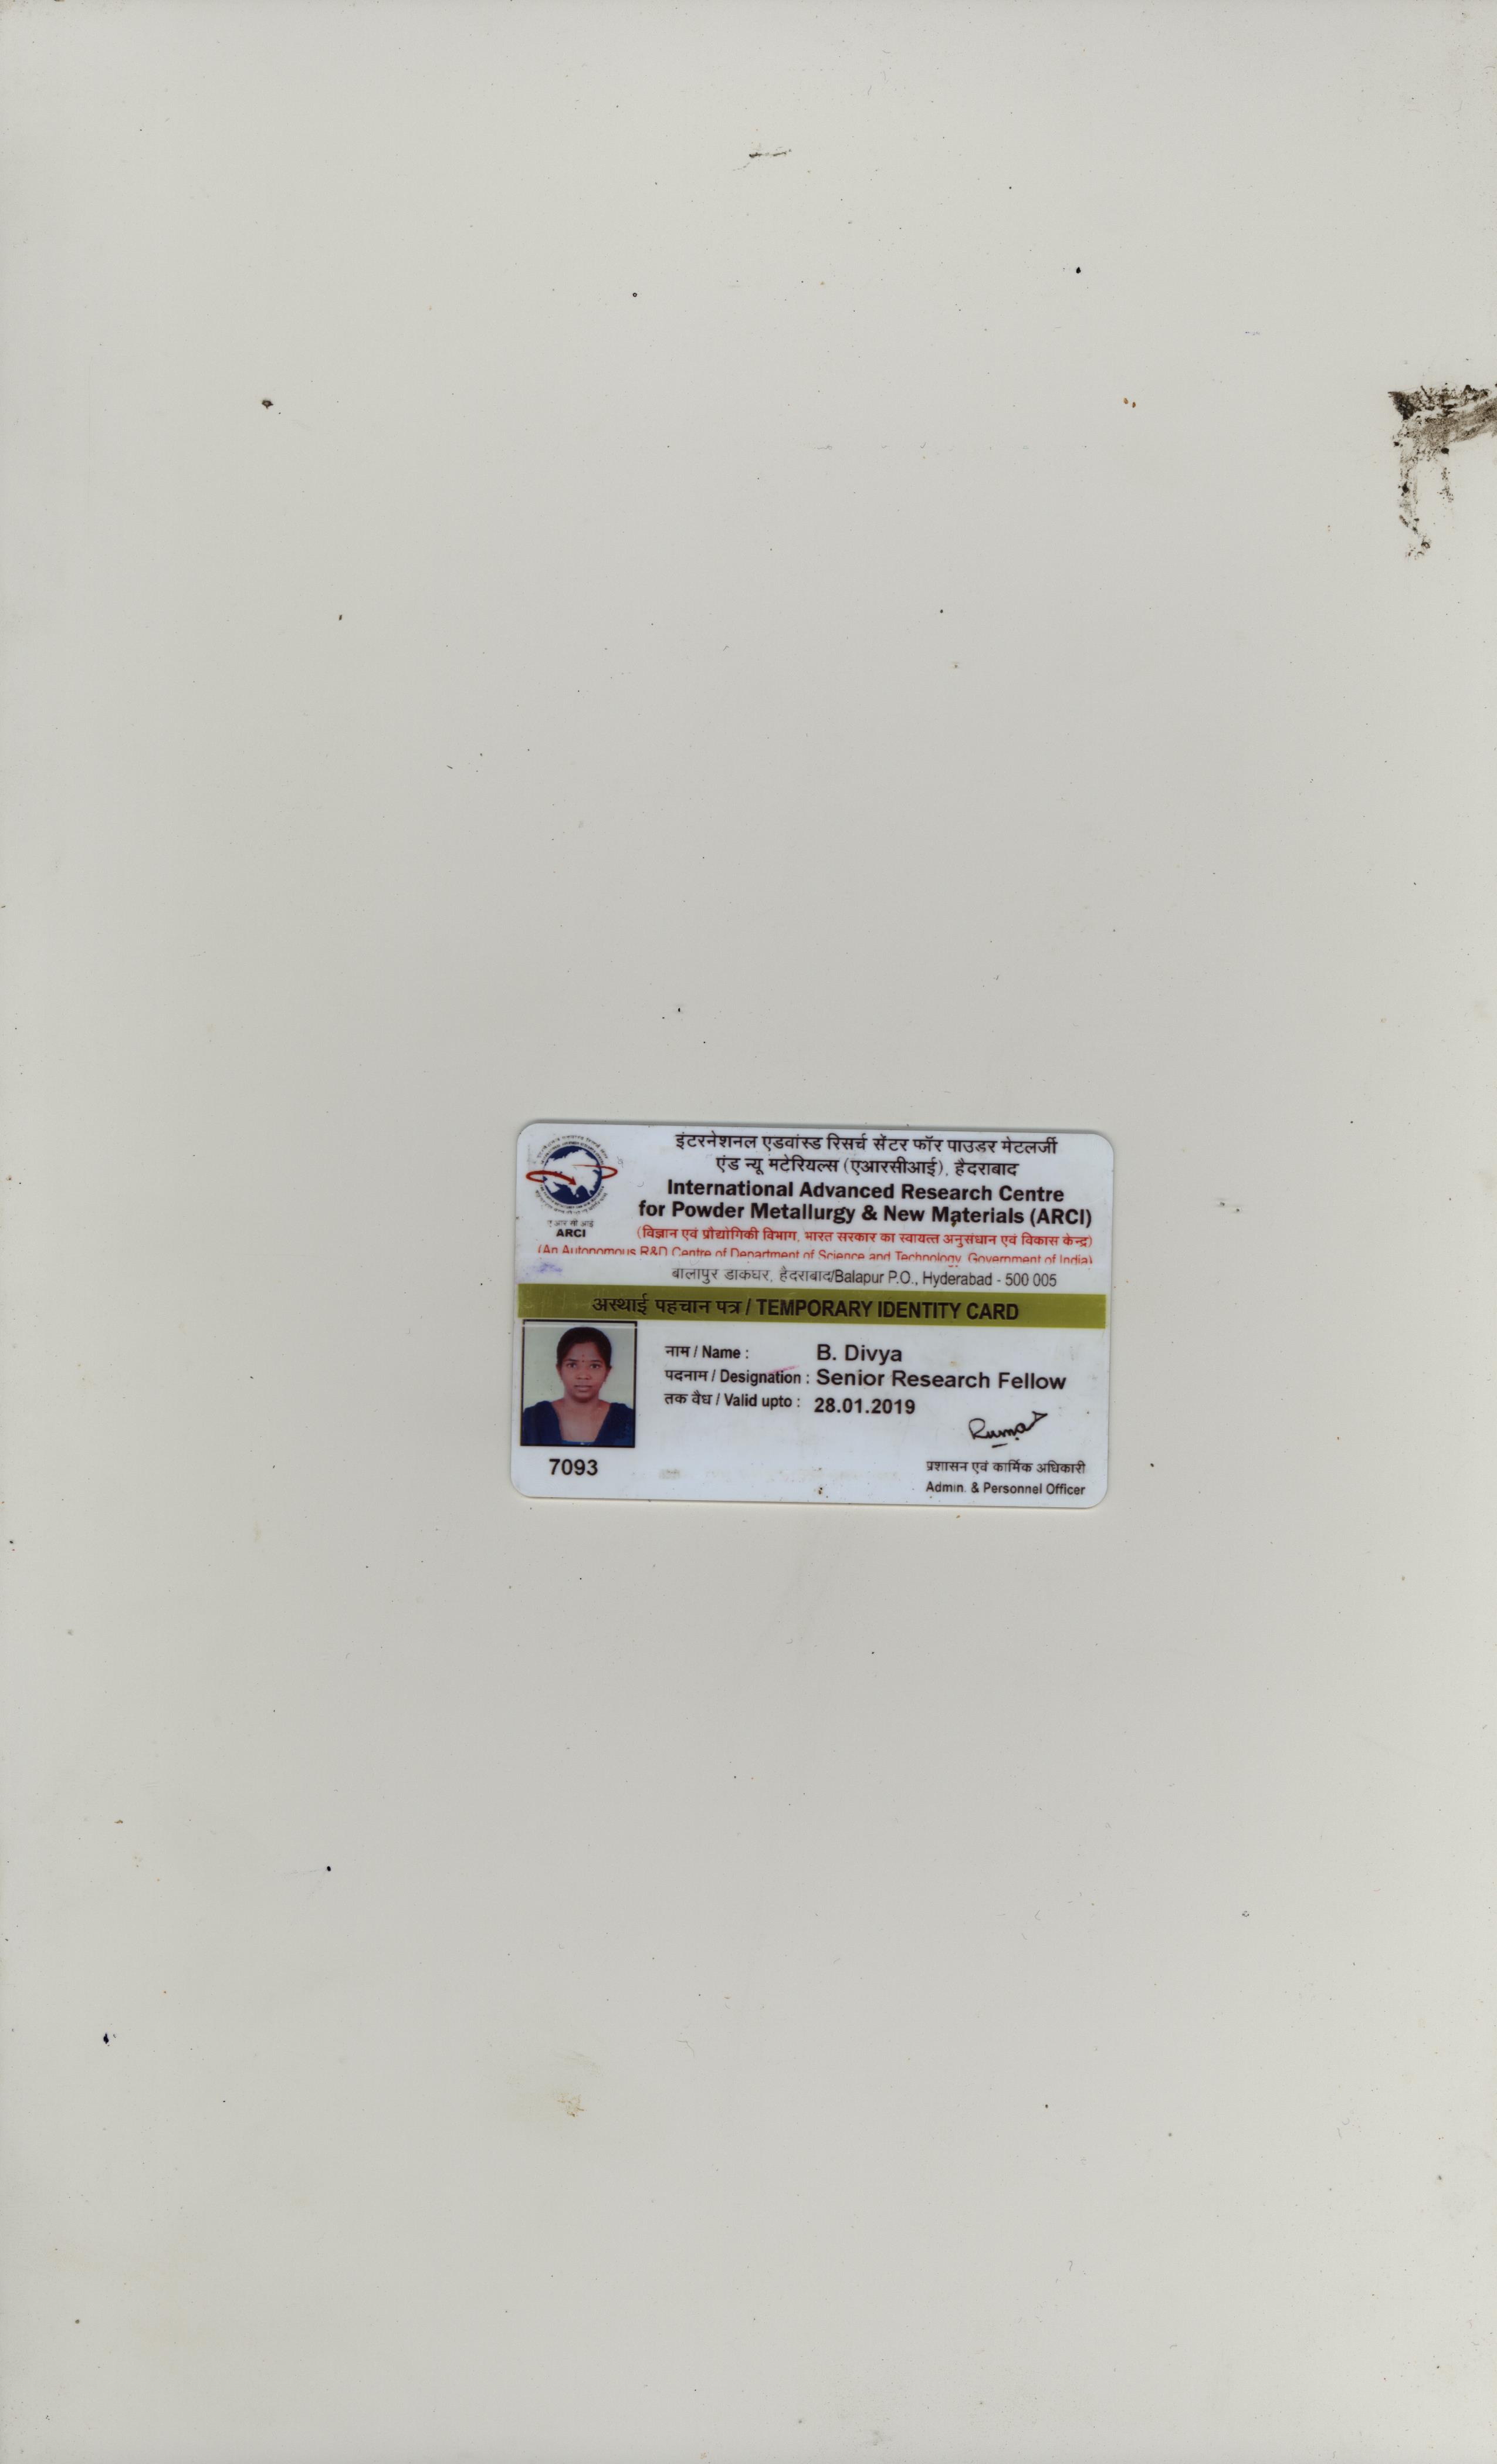 इंटरनेशनल एडवांस्ड रिसर्च सेंटर फॉर पाउडर मेटलर्जी
एंड न्यू मटेरियल्स (एआरसीआई), हैदराबाद
International Advanced Research Centre
for Powder Metallurgy & New Materials (ARCI)
(विज्ञान एवं प्रौद्योगिकी विभाग, भारत सरकार का स्वायत्त अनुसंधान एवं विकास केन्द्र)
(An Autonomous R&D Centre of Department of Science and Technology, Government of India)
बालापुर डाकघर, हैदराबाद/Balapur P.O., Hyderabad - 500 005
ए आर सी आई
ARCI
अस्थाई पहचान पत्र / TEMPORARY IDENTITY CARD
नाम / Name : B. Divya
पदनाम / Designation : Senior Research Fellow
तक वैध / Valid upto : 28.01.2019
7093
प्रशासन एवं कार्मिक अधिकारी
Admin. & Personnel Officer